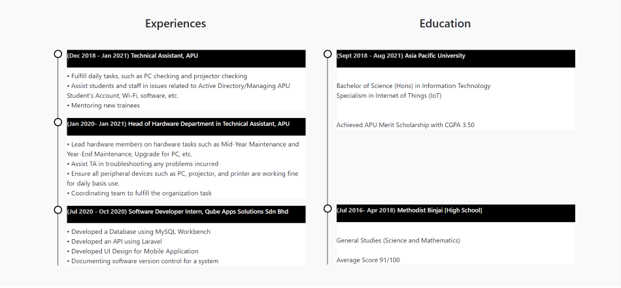 Experiences
(Dec 2018 - Jan 2021) Technical Assistant, APU
• Fulfill daily tasks, such as PC checking and projector checking
• Assist students and staff in issues related to Active Directory/Managing APU
Student's Account, Wi-Fi, software, etc.
• Mentoring new trainees
(Jan 2020- Jan 2021) Head of Hardware Department in Technical Assistant, APU
• Lead hardware members on hardware tasks such as Mid-Year Maintenance and
Year-End Maintenance, Upgrade for PC, etc.
• Assist TA in troubleshooting any problems incurred
• Ensure all peripheral devices such as PC, projector, and printer are working fine
for daily basis use.
• Coordinating team to fulfill the organization task
(Jul 2020 - Oct 2020) Software Developer Intern, Qube Apps Solutions Sdn Bhd
• Developed a Database using MySQL Workbench
• Developed an API using Laravel
• Developed UI Design for Mobile Application
• Documenting software version control for a system
Education
(Sept 2018 - Aug 2021) Asia Pacific University
Bachelor of Science (Hons) in Information Technology
Specialism in Internet of Things (IoT)
Achieved APU Merit Scholarship with CGPA 3.50
(Jul 2016- Apr 2018) Methodist Binjai (High School)
General Studies (Science and Mathematics)
Average Score 91/100